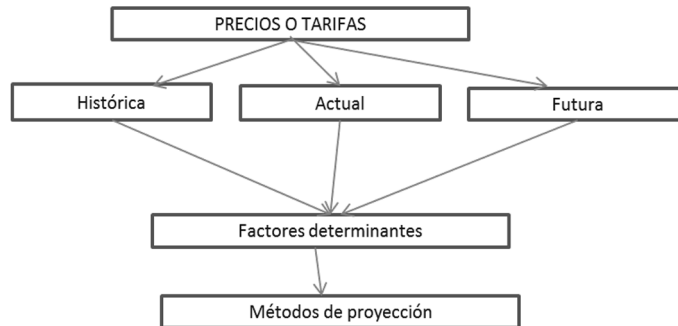 PRECIOS O TARIFAS
Histórica
Actual
Futura
Factores determinantes
Métodos de proyección